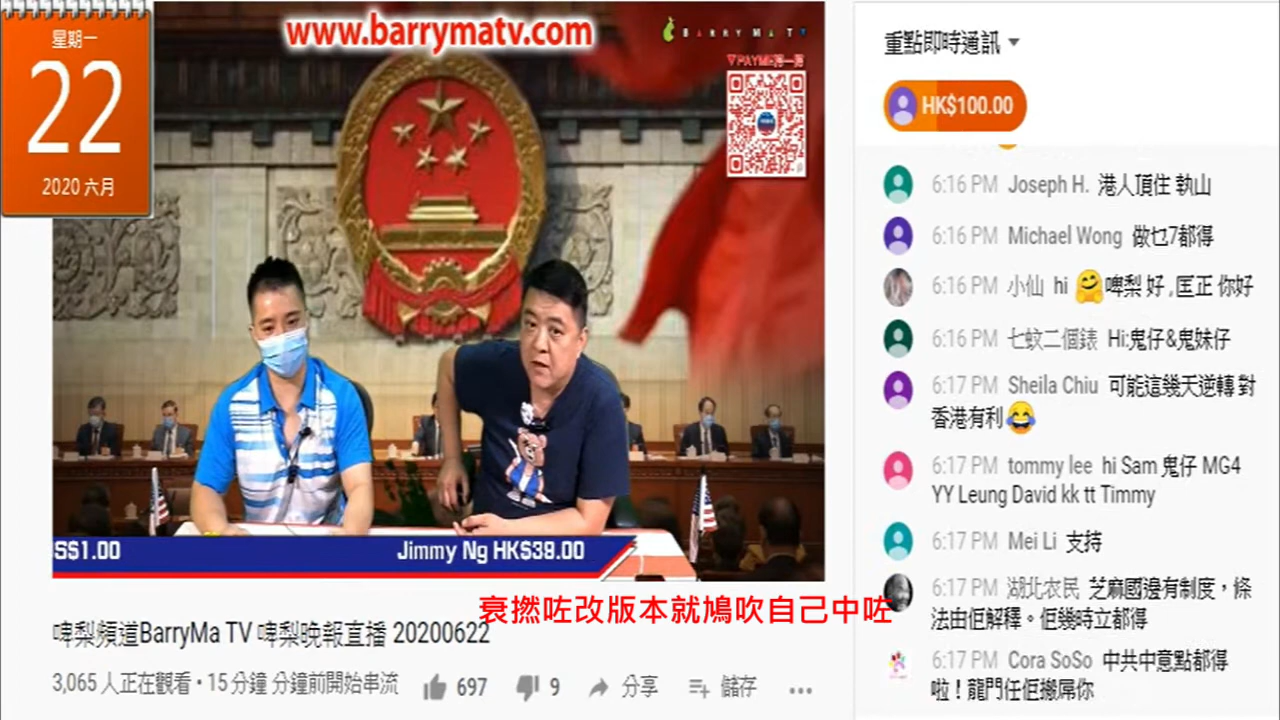 星期一
22
2020 六月
www.barrymatv.com
BARRY MA TV
S$1.00
Jimmy Ng HK$38.00
衰撚咗改版本就鳩吹自己中咗
啤梨頻道BarryMa TV 啤梨晚報直播 20200622
3,065 人正在觀看 • 15 分鐘 分鐘前開始串流
697
9
分享
儲存
重點即時通訊
HK$100.00
6:16 PM Joseph H. 港人頂住 執山
6:16 PM Michael Wong 做乜7都得
6:16 PM 小仙 hi 🤗啤梨 好 , 匡正 你好
6:16 PM 七蚊二個錶 Hi:鬼仔&鬼妹仔
6:17 PM Sheila Chiu 可能這幾天逆轉 對
香港有利😂
6:17 PM tommy lee hi Sam 鬼仔 MG4
YY Leung David kk tt Timmy
6:17 PM Mei Li 支持
6:17 PM 湖北农民 芝麻國邊有制度，條
法由佢解釋。佢幾時立都得
6:17 PM Cora SoSo 中共中意點都得
啦！龍門任佢搬屌你